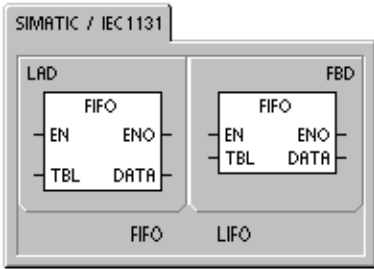 SIMATIC / IEC1131
LAD FBD
FIFO FIFO
EN ENO EN ENO
TBL DATA TBL DATA
FIFO LIFO